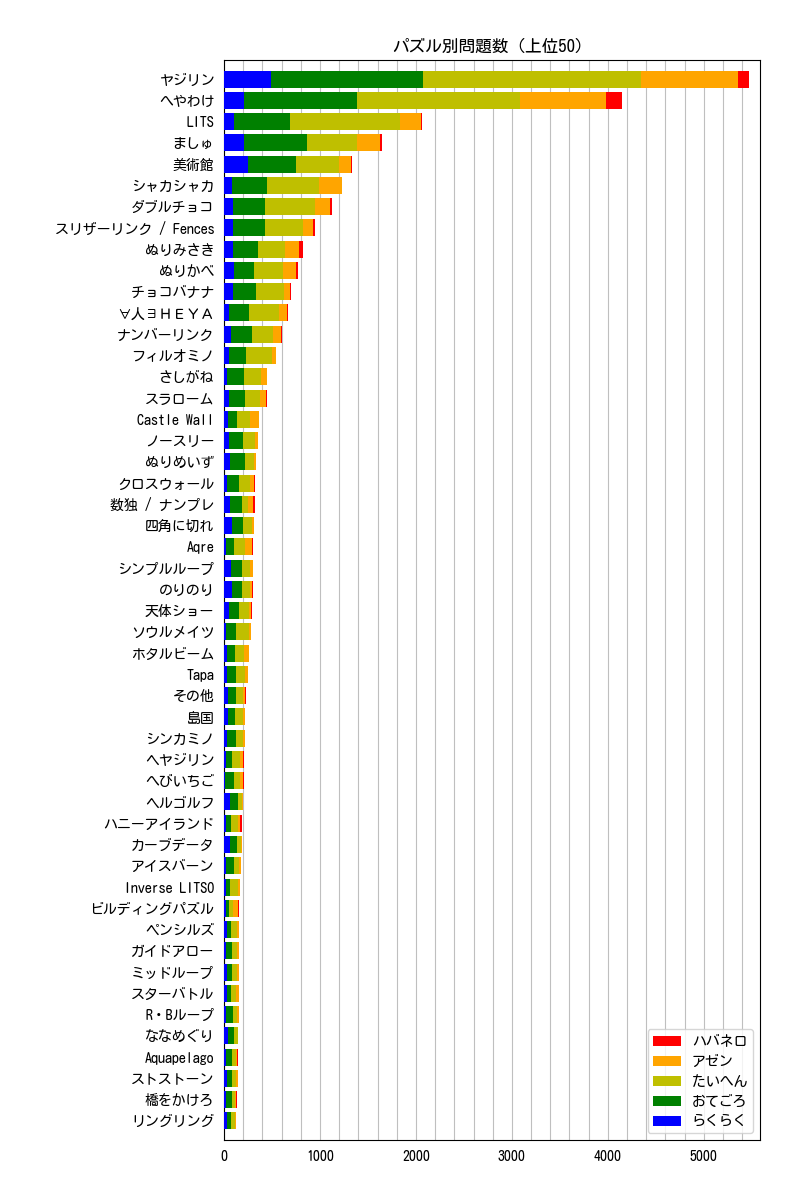 パズル別問題数（上位50）
ヤジリン
へやわけ
LITS
ましゅ
美術館
シャカシャカ
ダブルチョコ
スリザーリンク / Fences
ぬりみさき
ぬりかべ
チョコバナナ
∀人∃ＨＥＹＡ
ナンバーリンク
フィルオミノ
さしがね
スラローム
Castle Wall
ノースリー
ぬりめいず
クロスウォール
数独 / ナンプレ
四角に切れ
Aqre
シンプルループ
のりのり
天体ショー
ソウルメイツ
ホタルビーム
Tapa
その他
島国
シンカミノ
ヘヤジリン
へびいちご
ヘルゴルフ
ハニーアイランド
カーブデータ
アイスバーン
Inverse LITSO
ビルディングパズル
ペンシルズ
ガイドアロー
ミッドループ
スターバトル
R・Bループ
ななめぐり
Aquapelago
ストストーン
橋をかけろ
リングリング
0 1000 2000 3000 4000 5000
ハバネロ
アゼン
たいへん
おてごろ
らくらく